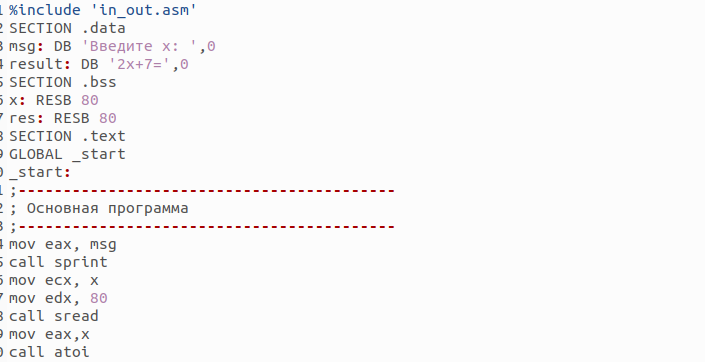 1 %include 'in_out.asm'
2 SECTION .data
3 msg: DB 'Введите x: ',0
4 result: DB '2x+7=',0
5 SECTION .bss
6 x: RESB 80
7 res: RESB 80
8 SECTION .text
9 GLOBAL _start
0 _start:
1 ;------------------------------------------
2 ; Основная программа
3 ;------------------------------------------
4 mov eax, msg
5 call sprint
6 mov ecx, x
7 mov edx, 80
8 call sread
9 mov eax,x
0 call atoi